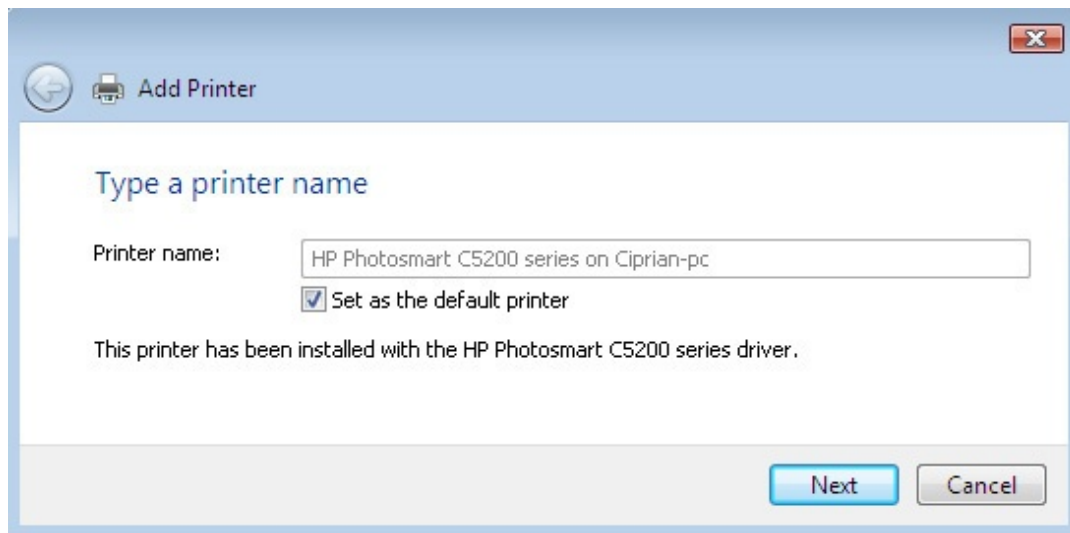 Add Printer
Type a printer name
Printer name:
HP Photosmart C5200 series on Ciprian-pc
Set as the default printer
This printer has been installed with the HP Photosmart C5200 series driver.
Next
Cancel